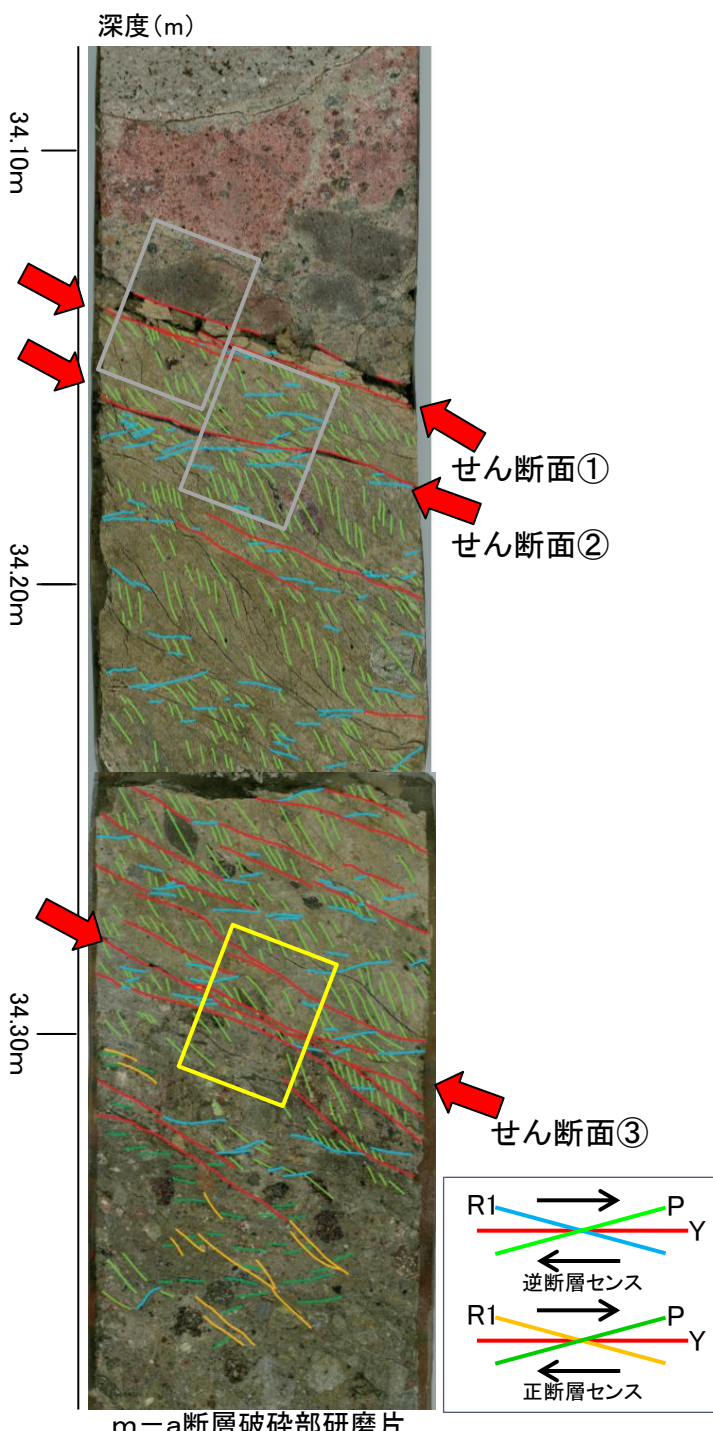 深度(m)
34.10m
せん断面①
せん断面②
34.20m
34.30m
せん断面③
R1 P
Y
逆断層センス
R1 P
Y
正断層センス
m－a断層破砕部研磨片